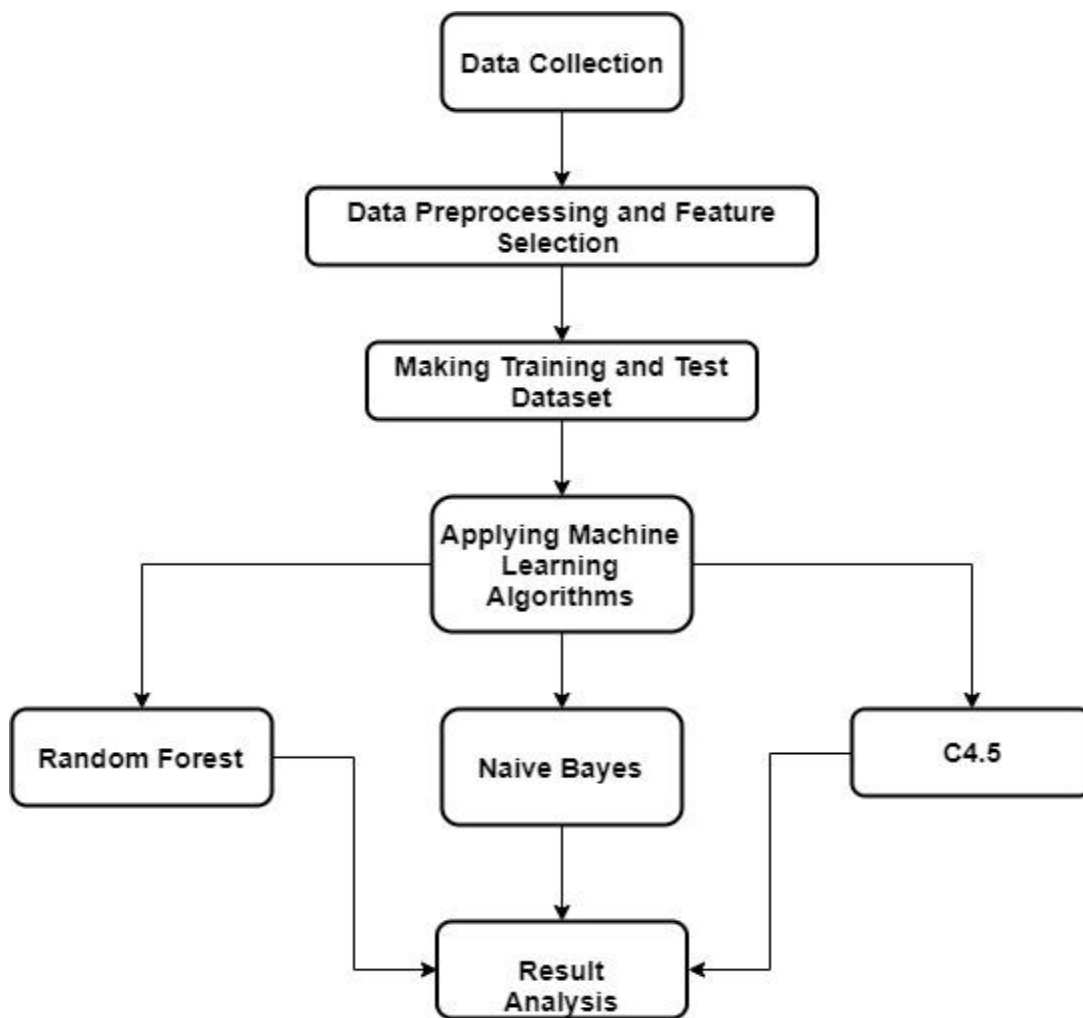 Data Collection
Data Preprocessing and Feature
Selection
Making Training and Test
Dataset
Applying Machine
Learning
Algorithms
Random Forest
Naive Bayes
C4.5
Result
Analysis